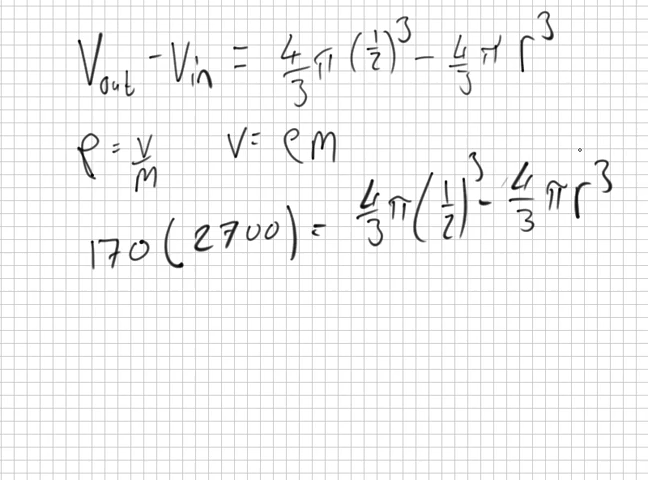 V_out - V_in = 4/3 π (1/2)^3 - 4/3 π r^3
ρ = V/M   V = ρM
170(2700) = 4/3 π(1/2)^3 - 4/3 π r^3